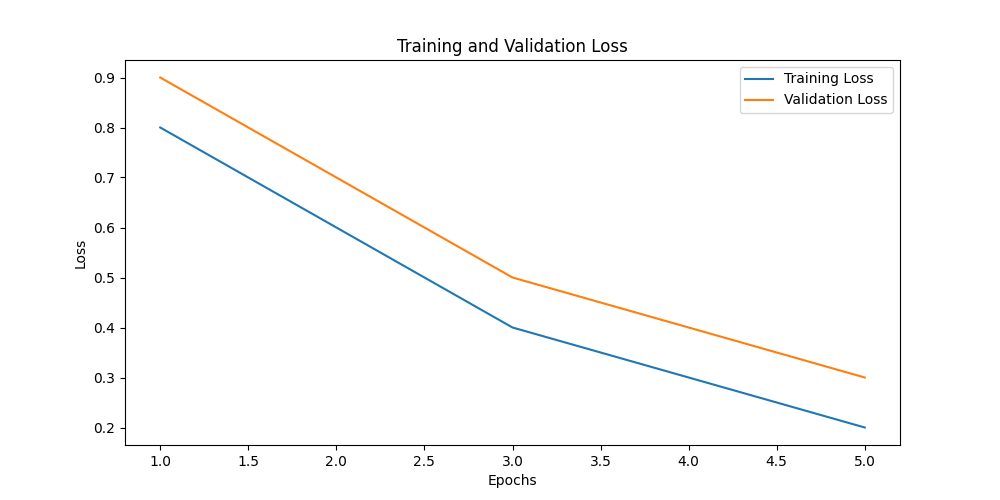 Training and Validation Loss
Training Loss
Validation Loss
0.9
0.8
0.7
0.6
0.5
0.4
0.3
0.2
Loss
1.0 1.5 2.0 2.5 3.0 3.5 4.0 4.5 5.0
Epochs